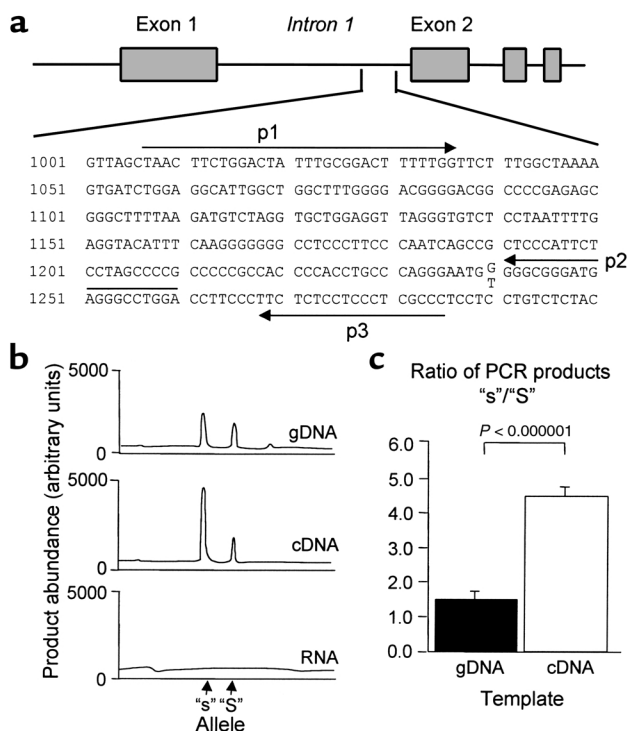 a
Exon 1 Intron 1 Exon 2
p1
1001 GTTAGCTAAC TTCTGGACTA TTTGCGGACT TTTTGGTTCT TTGGCTAAAA
1051 GTGATCTGGA GGCATTGGCT GGCTTTGGGG ACGGGGACGG CCCCGAGAGC
1101 GGGCTTTTAA GATGTCTAGG TGCTGGAGGT TAGGGTGTCT CCTAATTTTG
1151 AGGTACATTT CAAGGGGGGG CCTCCCTTCC CAATCAGCCG CTCCCATTCT
1201 CCTAGCCCCG CCCCCGCCAC CCACCTGCCC CAGGGAATG G/T GGGCGGGATG
p2
1251 AGGGCCTGGA CCTTCCCTTC TCTCCTCCCT CGCCCTCCTC CTGTCTCTAC
p3
b
Product abundance (arbitrary units)
5000
gDNA
0
5000
cDNA
0
5000
RNA
0
"s" "S"
Allele
c
Ratio of PCR products
"s"/"S"
P < 0.000001
6.0
5.0
4.0
3.0
2.0
1.0
0.0
gDNA cDNA
Template